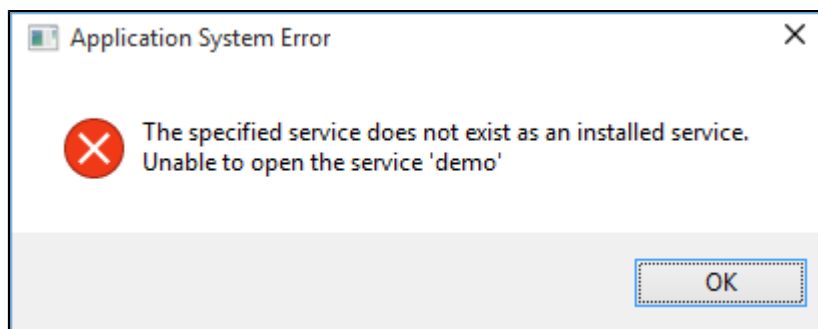 Application System Error
The specified service does not exist as an installed service.
Unable to open the service 'demo'
OK